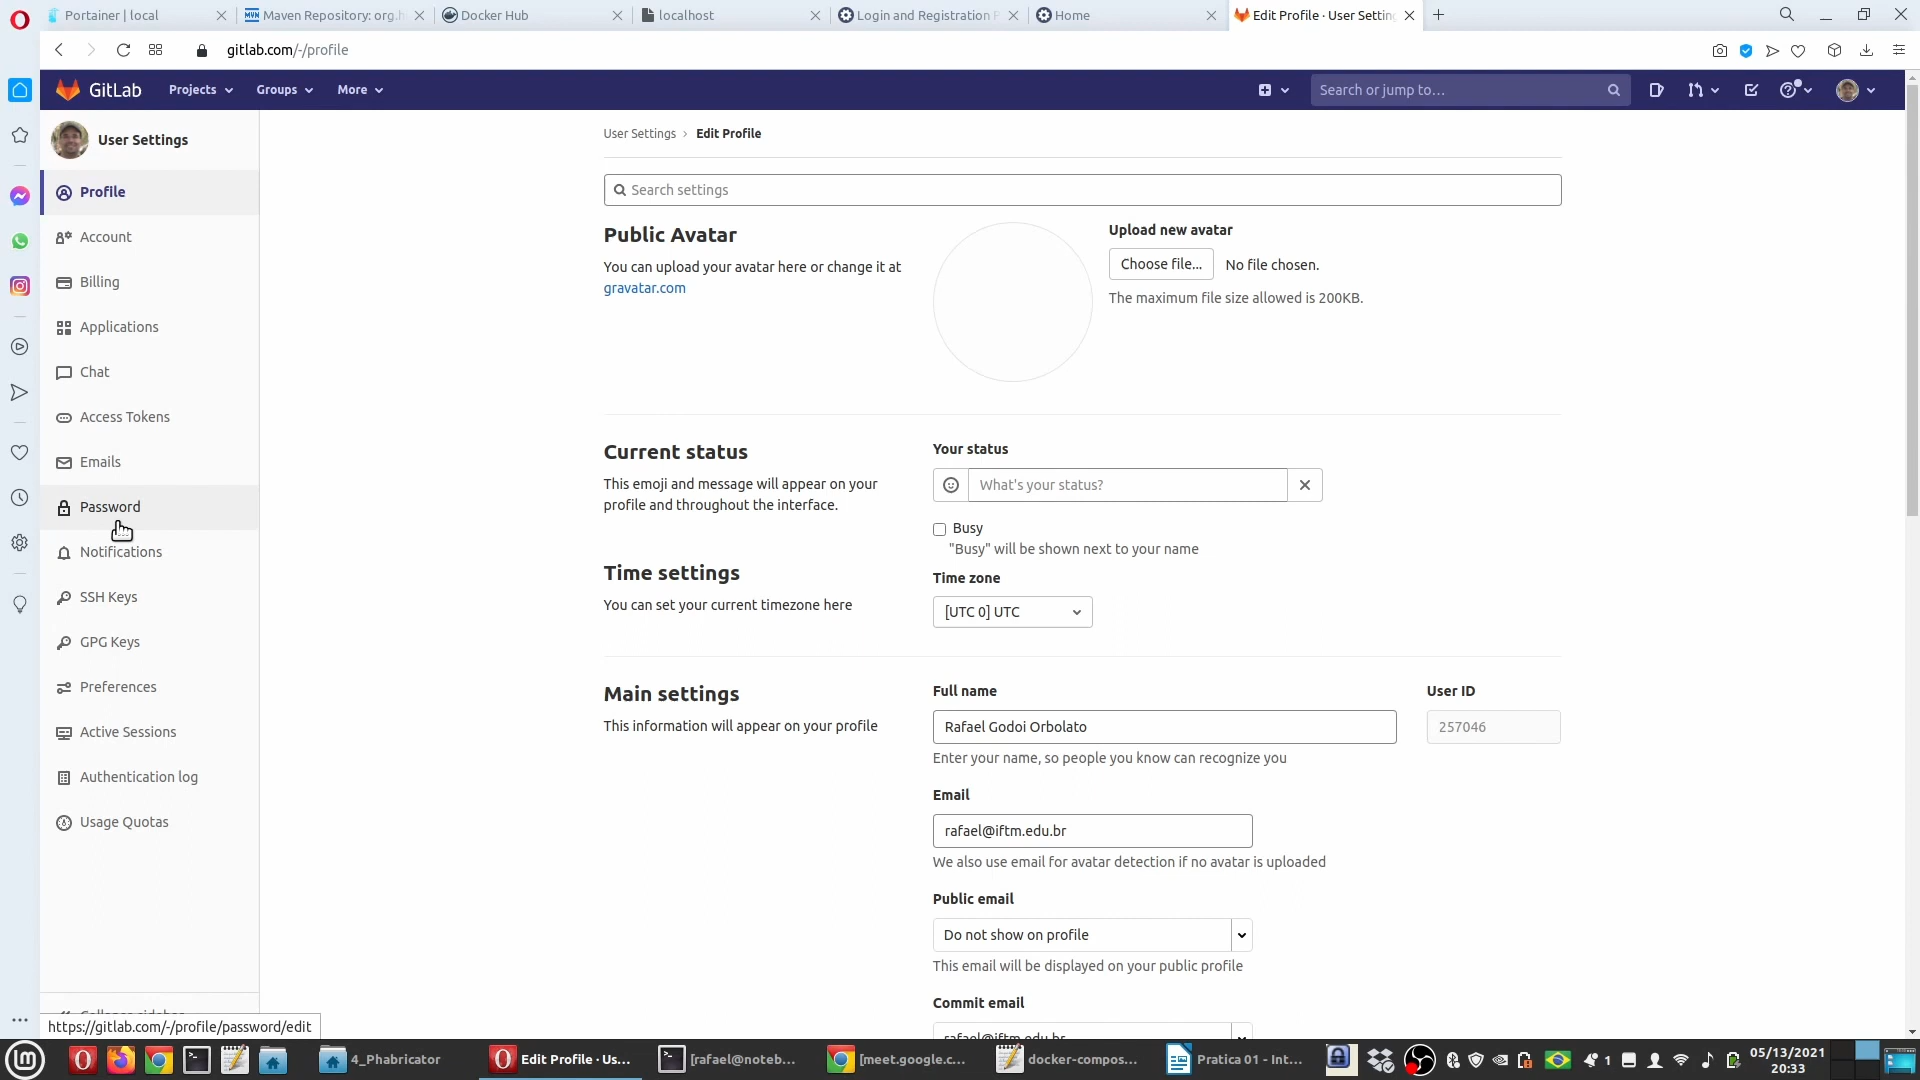 Portainer | local
Maven Repository: org.h
Docker Hub
localhost
Login and Registration P
Home
Edit Profile · User Settin
gitlab.com/-/profile
GitLab
Projects
Groups
More
Search or jump to…
User Settings
Profile
Account
Billing
Applications
Chat
Access Tokens
Emails
Password
Notifications
SSH Keys
GPG Keys
Preferences
Active Sessions
Authentication log
Usage Quotas
https://gitlab.com/-/profile/password/edit
User Settings › Edit Profile
Search settings
Public Avatar
You can upload your avatar here or change it at
gravatar.com
Upload new avatar
Choose file...
No file chosen.
The maximum file size allowed is 200KB.
Current status
This emoji and message will appear on your
profile and throughout the interface.
Your status
What's your status?
Busy
"Busy" will be shown next to your name
Time settings
You can set your current timezone here
Time zone
[UTC 0] UTC
Main settings
This information will appear on your profile
Full name
Rafael Godoi Orbolato
Enter your name, so people you know can recognize you
User ID
257046
Email
rafael@iftm.edu.br
We also use email for avatar detection if no avatar is uploaded
Public email
Do not show on profile
This email will be displayed on your public profile
Commit email
rafael@iftm.edu.br
4_Phabricator
Edit Profile · Us...
[rafael@noteb...
[meet.google.c...
docker-compos...
Pratica 01 - Int...
1
05/13/2021
20:33